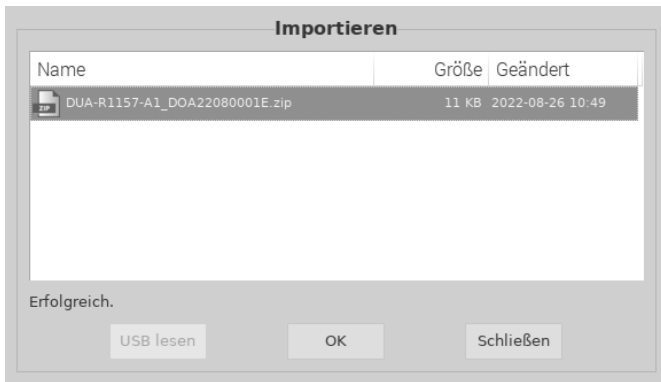 Importieren
Name Größe Geändert
ZIP DUA-R1157-A1_DOA22080001E.zip 11 KB 2022-08-26 10:49
Erfolgreich.
USB lesen OK Schließen